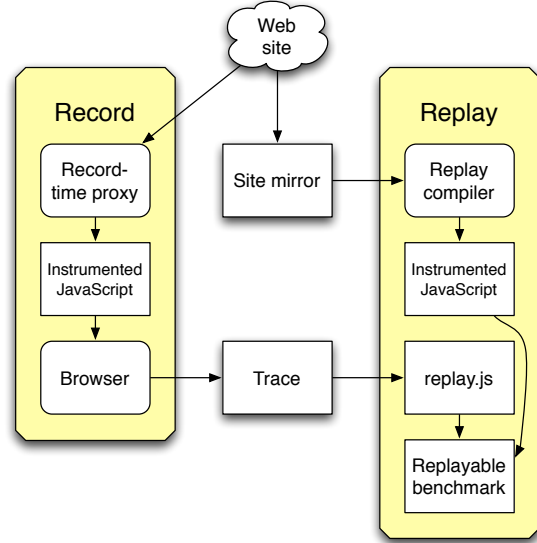 Web
site
Record
Record-
time proxy
Instrumented
JavaScript
Browser
Site mirror
Trace
Replay
Replay
compiler
Instrumented
JavaScript
replay.js
Replayable
benchmark